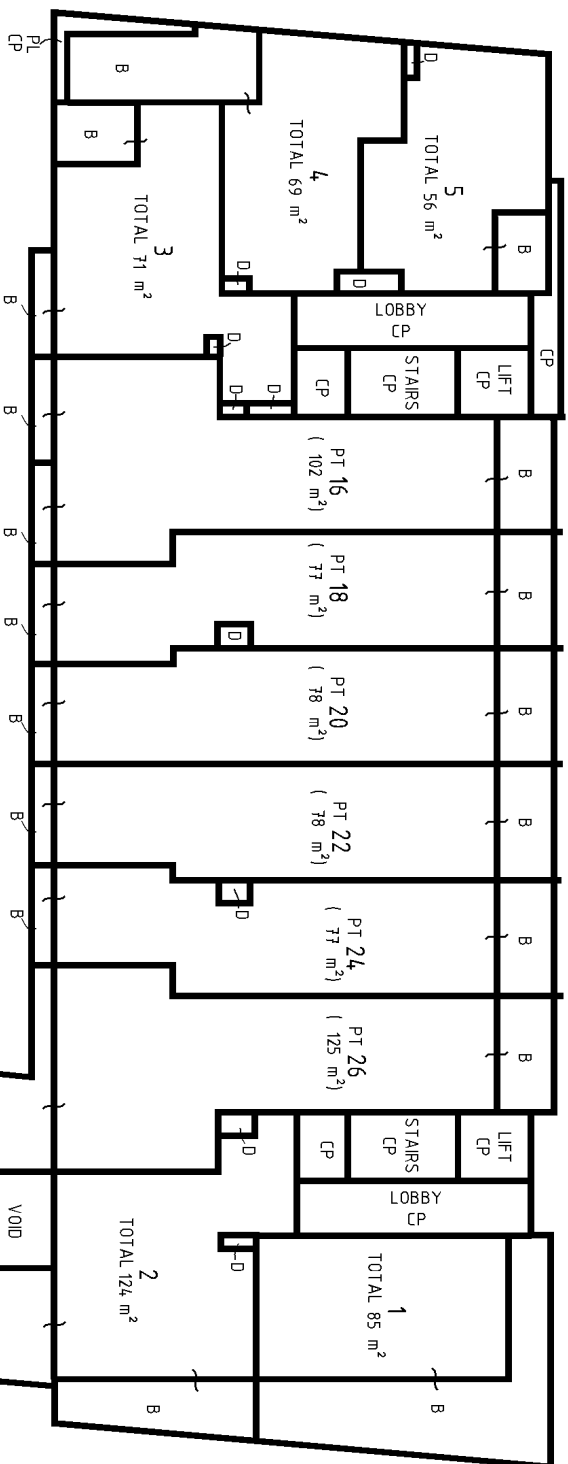 PL
CP
B
B
D
5
TOTAL 56 m²
B
4
TOTAL 69 m²
D
D
3
TOTAL 71 m²
D
D
D
LOBBY
CP
CP
CP
STAIRS
CP
LIFT
CP
B
B
B
B
B
B
B
PT 16
( 102 m²)
B
PT 18
( 77 m²)
B
D
PT 20
( 78 m²)
B
PT 22
( 78 m²)
B
PT 24
( 77 m²)
B
D
PT 26
( 125 m²)
B
D
CP
STAIRS
CP
LIFT
CP
LOBBY
CP
VOID
2
TOTAL 124 m²
D
1
TOTAL 85 m²
B
B